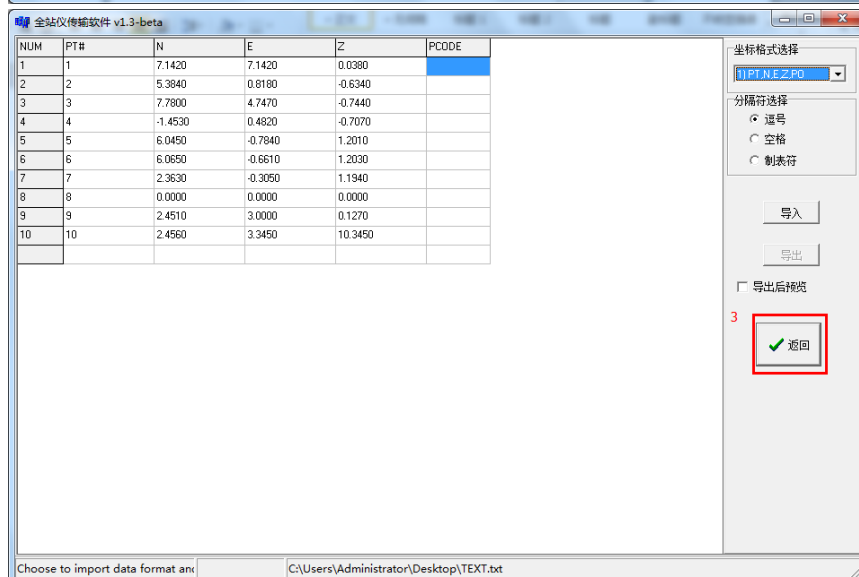 全站仪传输软件 v1.3-beta
NUM PT# N E Z PCODE
1 1 7.1420 7.1420 0.0380
2 2 5.3840 0.8180 -0.6340
3 3 7.7800 4.7470 -0.7440
4 4 -1.4530 0.4820 -0.7070
5 5 6.0450 -0.7840 1.2010
6 6 6.0650 -0.6610 1.2030
7 7 2.3630 -0.3050 1.1940
8 8 0.0000 0.0000 0.0000
9 9 2.4510 3.0000 0.1270
10 10 2.4560 3.3450 10.3450
坐标格式选择
1) PT,N,E,Z,PO
分隔符选择
逗号
空格
制表符
导入
导出
导出后预览
3
返回
Choose to import data format and
C:\Users\Administrator\Desktop\TEXT.txt